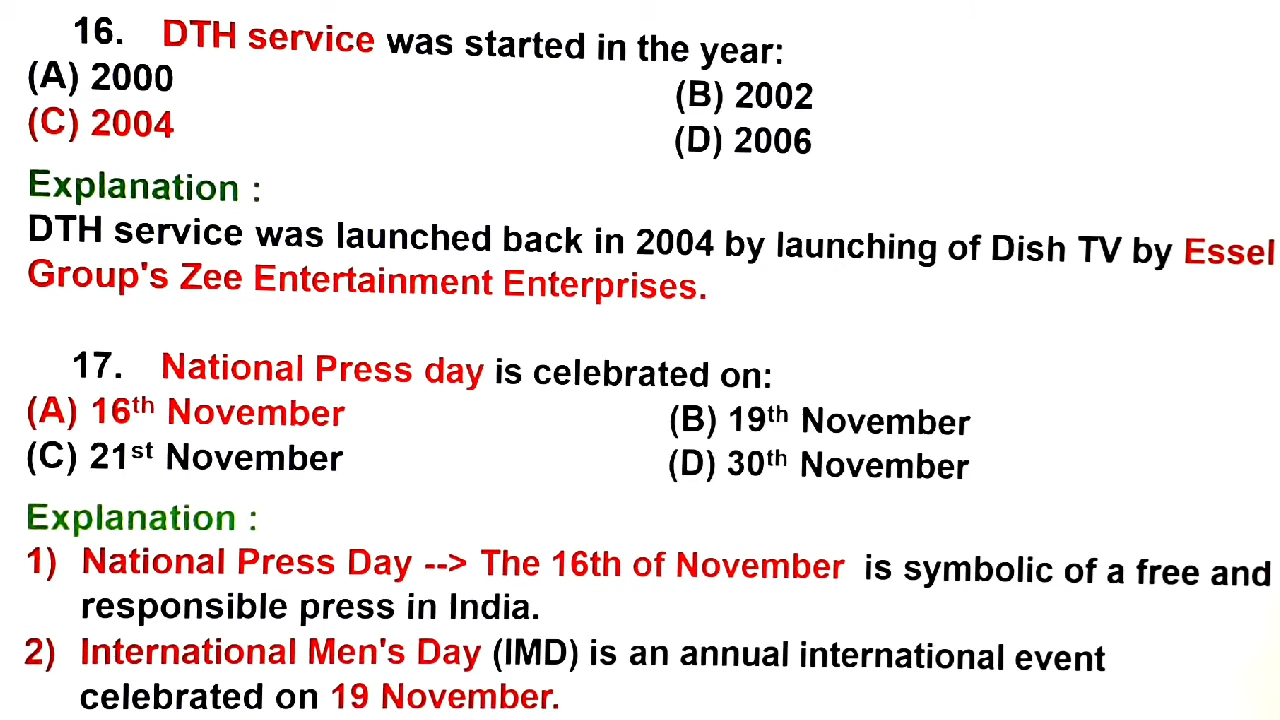 16. DTH service was started in the year:
(A) 2000 (B) 2002
(C) 2004 (D) 2006
Explanation :
DTH service was launched back in 2004 by launching of Dish TV by Essel
Group's Zee Entertainment Enterprises.
17. National Press day is celebrated on:
(A) 16th November (B) 19th November
(C) 21st November (D) 30th November
Explanation :
1) National Press Day --> The 16th of November is symbolic of a free and
responsible press in India.
2) International Men's Day (IMD) is an annual international event
celebrated on 19 November.